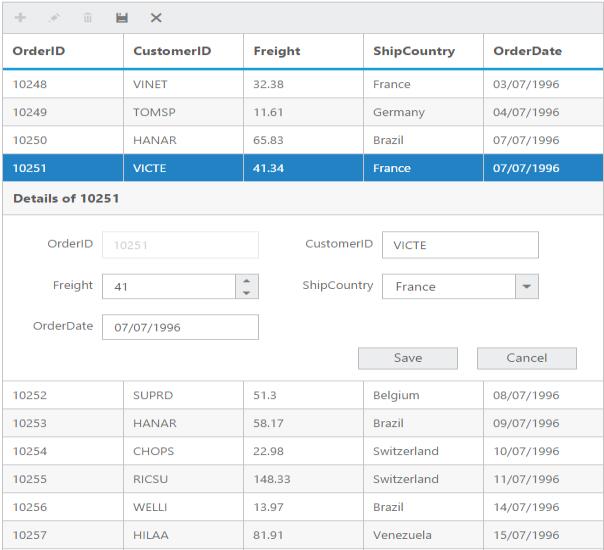 OrderID CustomerID Freight ShipCountry OrderDate
10248 VINET 32.38 France 03/07/1996
10249 TOMSP 11.61 Germany 04/07/1996
10250 HANAR 65.83 Brazil 07/07/1996
10251 VICTE 41.34 France 07/07/1996
Details of 10251
OrderID 10251 CustomerID VICTE
Freight 41 ShipCountry France
OrderDate 07/07/1996
Save Cancel
10252 SUPRD 51.3 Belgium 08/07/1996
10253 HANAR 58.17 Brazil 09/07/1996
10254 CHOPS 22.98 Switzerland 10/07/1996
10255 RICSU 148.33 Switzerland 11/07/1996
10256 WELLI 13.97 Brazil 14/07/1996
10257 HILAA 81.91 Venezuela 15/07/1996